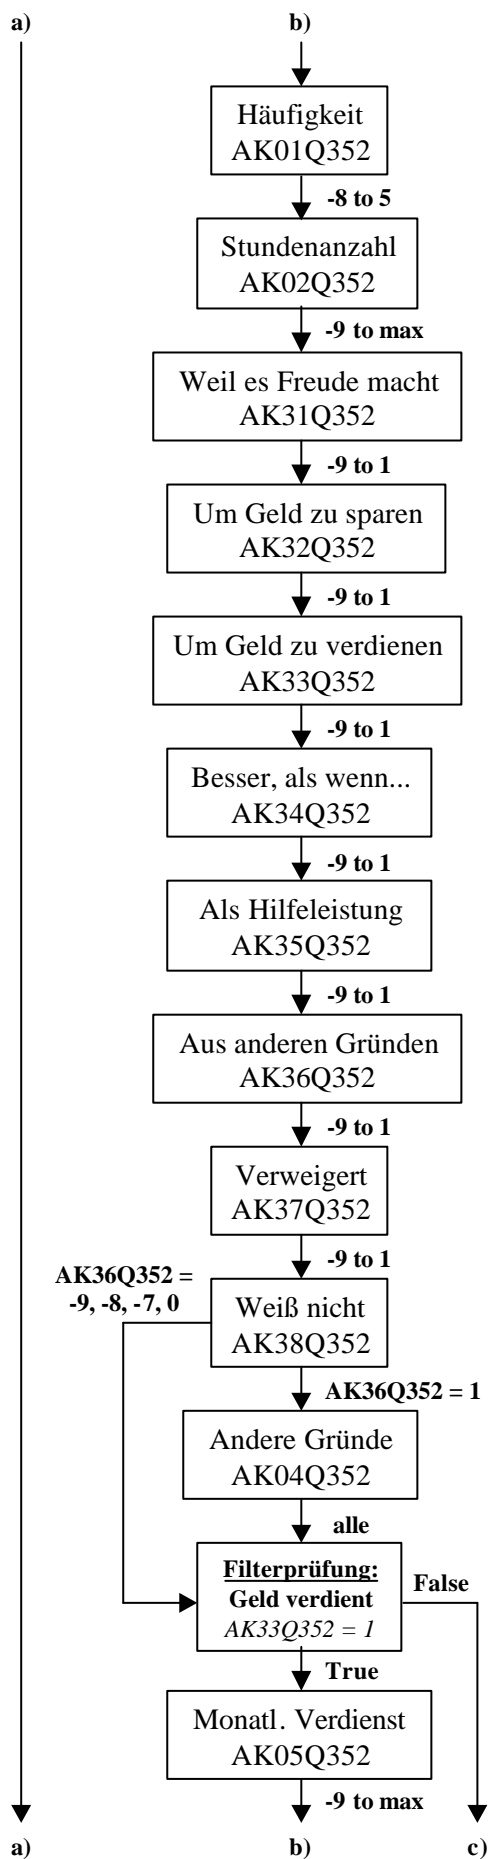 a)
b)
Häufigkeit
AK01Q352
-8 to 5
Stundenanzahl
AK02Q352
-9 to max
Weil es Freude macht
AK31Q352
-9 to 1
Um Geld zu sparen
AK32Q352
-9 to 1
Um Geld zu verdienen
AK33Q352
-9 to 1
Besser, als wenn...
AK34Q352
-9 to 1
Als Hilfeleistung
AK35Q352
-9 to 1
Aus anderen Gründen
AK36Q352
-9 to 1
Verweigert
AK37Q352
-9 to 1
AK36Q352 =
-9, -8, -7, 0
Weiß nicht
AK38Q352
AK36Q352 = 1
Andere Gründe
AK04Q352
alle
Filterprüfung:
Geld verdient
AK33Q352 = 1
False
True
Monatl. Verdienst
AK05Q352
-9 to max
a)
b)
c)